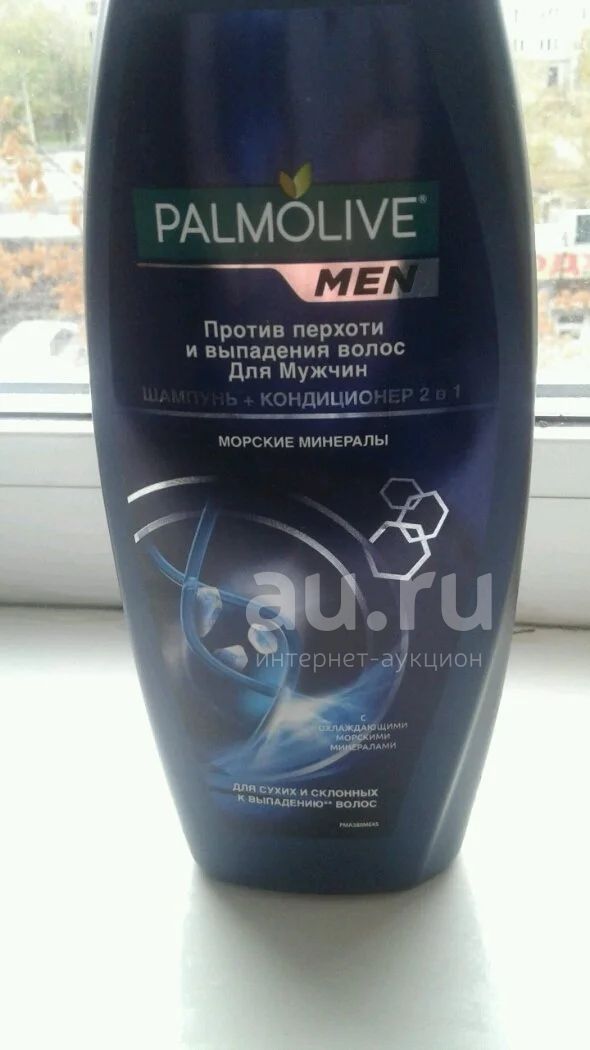 PALMOLIVE®
MEN
Против перхоти
и выпадения волос
Для Мужчин
ШАМПУНЬ + КОНДИЦИОНЕР 2 в 1
МОРСКИЕ МИНЕРАЛЫ
au.ru
интернет-аукцион
С
ОХЛАЖДАЮЩИМИ
МОРСКИМИ
МИНЕРАЛАМИ
ДЛЯ СУХИХ И СКЛОННЫХ
К ВЫПАДЕНИЮ** ВОЛОС